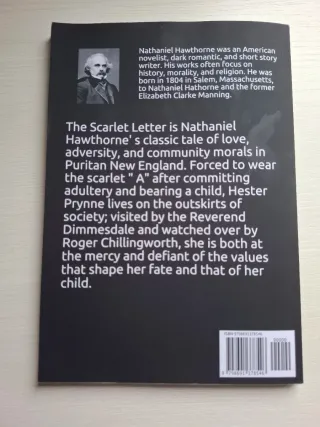 Nathaniel Hawthorne was an American
novelist, dark romantic, and short story
writer. His works often focus on
history, morality, and religion. He was
born in 1804 in Salem, Massachusetts,
to Nathaniel Hathorne and the former
Elizabeth Clarke Manning.
The Scarlet Letter is Nathaniel
Hawthorne' s classic tale of love,
adversity, and community morals in
Puritan New England. Forced to wear
the scarlet " A" after committing
adultery and bearing a child, Hester
Prynne lives on the outskirts of
society; visited by the Reverend
Dimmesdale and watched over by
Roger Chillingworth, she is both at
the mercy and defiant of the values
that shape her fate and that of her
child.